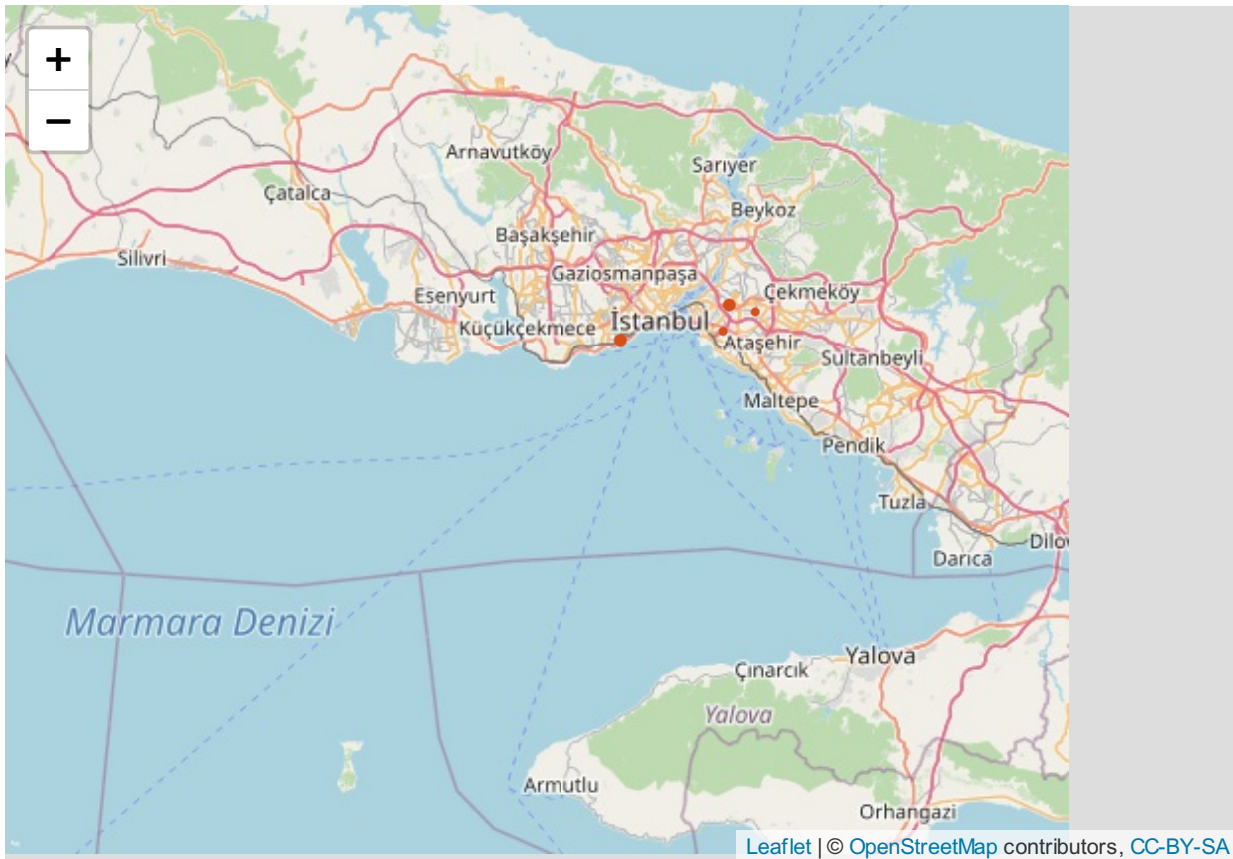 +
−
Arnavutköy
Sarıyer
Çatalca
Beykoz
Başakşehir
Silivri
Gaziosmanpaşa
Esenyurt
Çekmeköy
Küçükçekmece
İstanbul
Ataşehir
Sultanbeyli
Maltepe
Pendik
Tuzla
Dilov
Darıca
Marmara Denizi
Yalova
Çınarcık
Yalova
Armutlu
Orhangazi
Leaflet | © OpenStreetMap contributors, CC-BY-SA